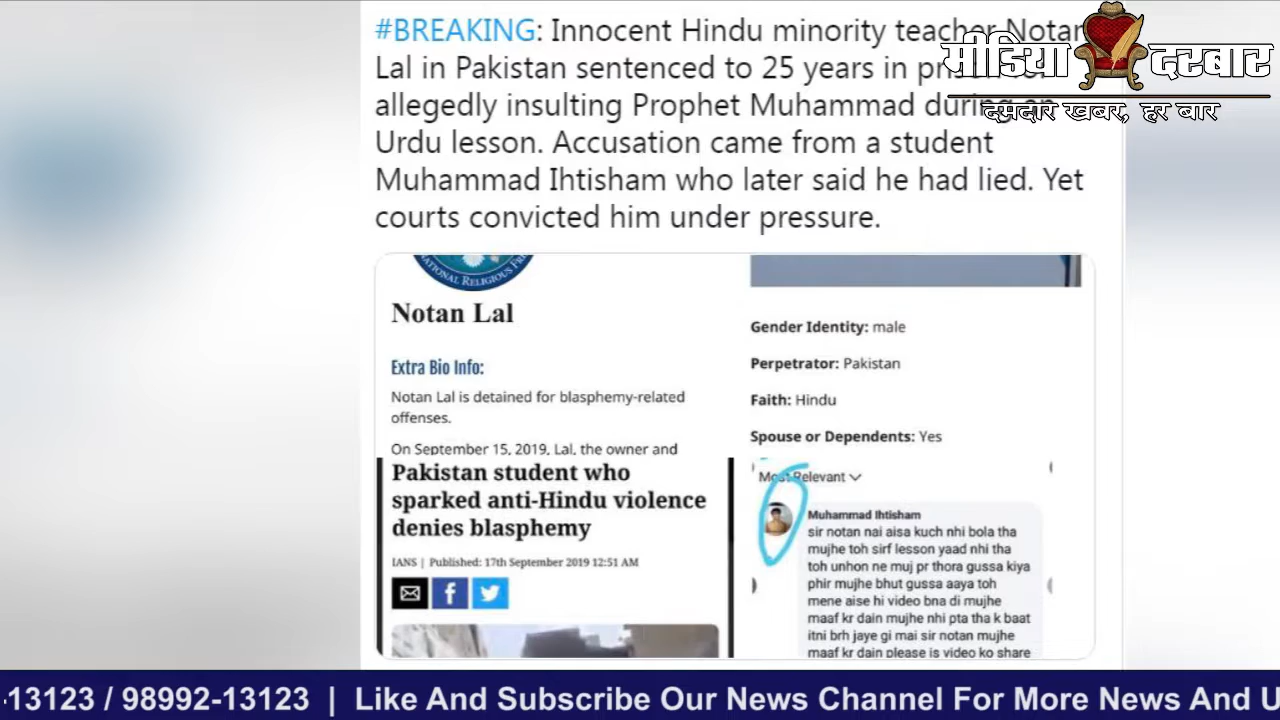 #BREAKING: Innocent Hindu minority teacher Notan
Lal in Pakistan sentenced to 25 years in
allegedly insulting Prophet Muhammad during an
Urdu lesson. Accusation came from a student
Muhammad Ihtisham who later said he had lied. Yet
courts convicted him under pressure.
मीडिया दरबार
दमदार खबर, हर बार
NATIONAL RELIGIOUS
Notan Lal
Extra Bio Info:
Notan Lal is detained for blasphemy-related
offenses.
On September 15, 2019, Lal, the owner and
Pakistan student who
sparked anti-Hindu violence
denies blasphemy
IANS | Published: 17th September 2019 12:51 AM
Gender Identity: male
Perpetrator: Pakistan
Faith: Hindu
Spouse or Dependents: Yes
Most Relevant
Muhammad Ihtisham
sir notan nai aisa kuch nhi bola tha
mujhe toh sirf lesson yaad nhi tha
toh unhon ne muj pr thora gussa kiya
phir mujhe bhut gussa aaya toh
mene aise hi video bna di mujhe
maaf kr dain mujhe nhi pta tha k baat
itni brh jaye gi mai sir notan mujhe
maaf kr dain please is video ko share
-13123 / 98992-13123 | Like And Subscribe Our News Channel For More News And U